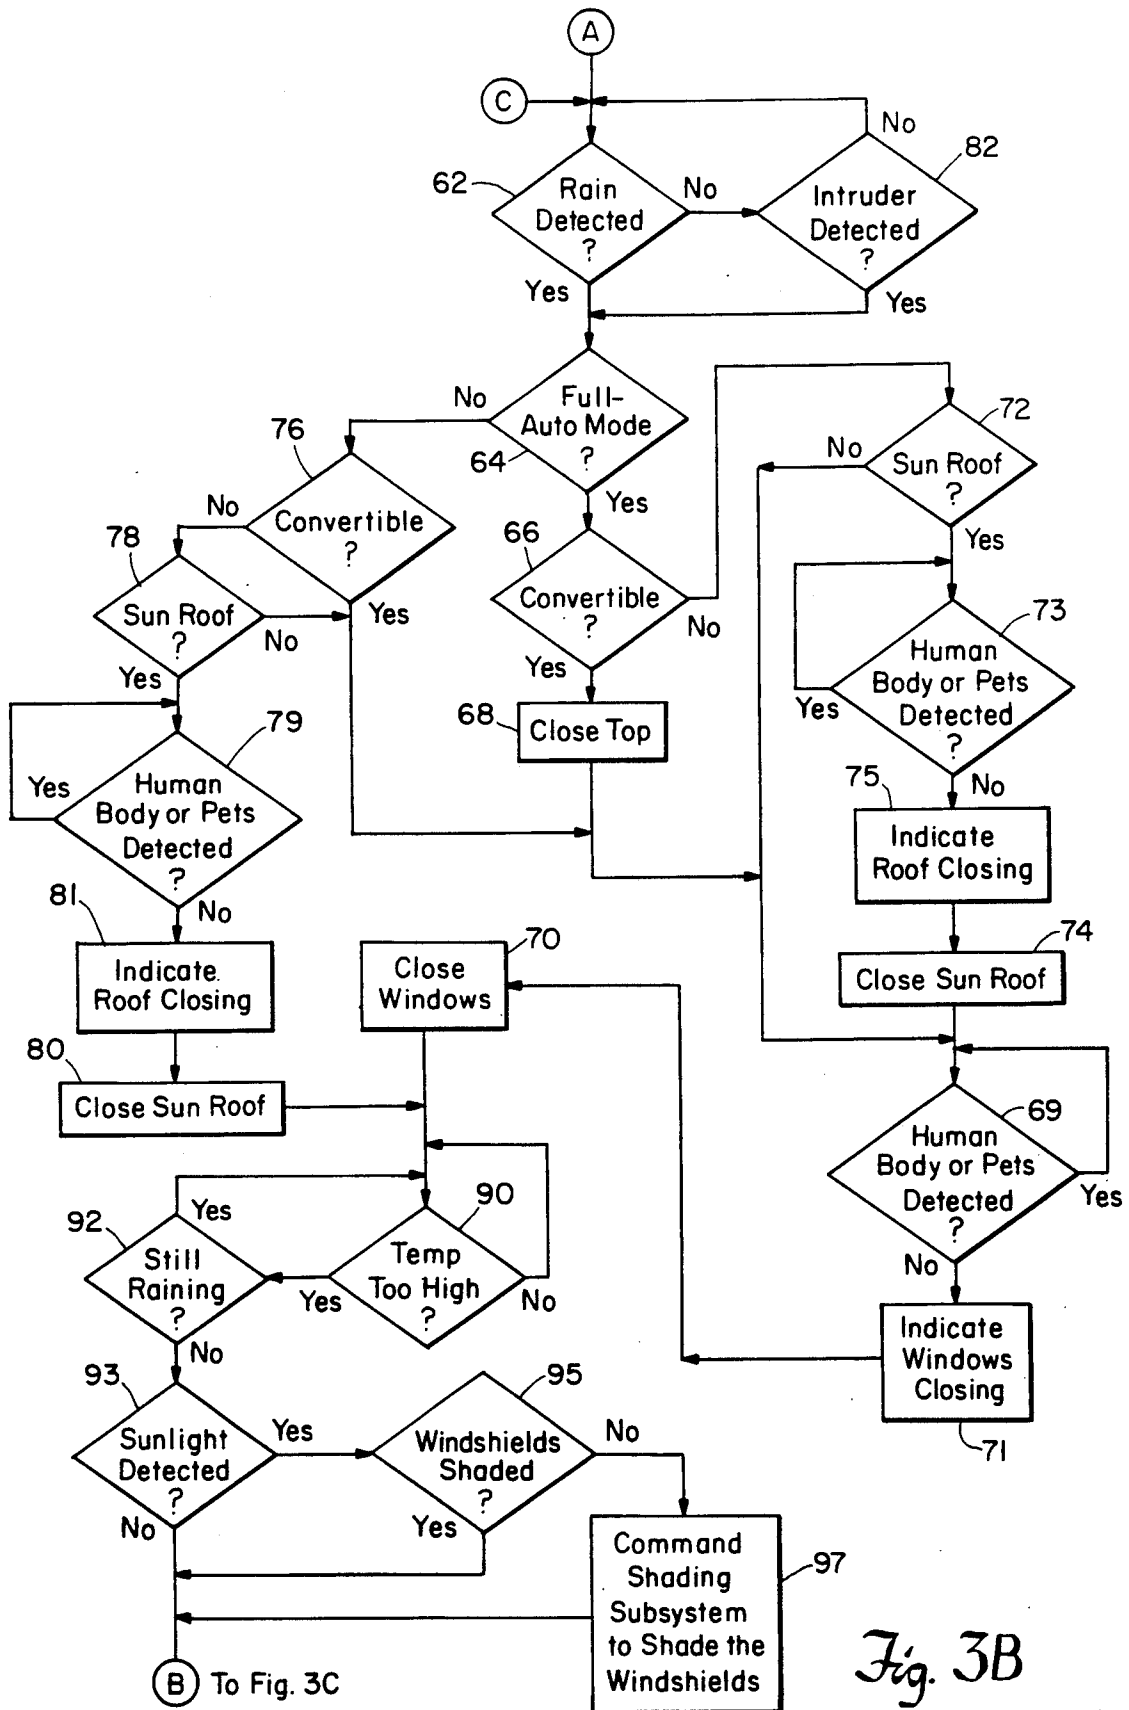 A
C
No
82
62
Rain
Detected
?
No
Intruder
Detected
?
Yes
Yes
No
Full-
Auto Mode
?
64
72
76
No
Sun Roof
?
No
Convertible
?
78
Yes
66
Yes
Sun Roof
?
Convertible
?
73
No
Yes
No
Human
Body or Pets
Detected
?
Yes
Yes
Yes
68
Close Top
79
Yes
Human
Body or Pets
Detected
?
75
No
Indicate
Roof Closing
81
No
70
74
Indicate
Roof Closing
Close
Windows
Close Sun Roof
80
Close Sun Roof
69
Human
Body or Pets
Detected
?
Yes
90
Yes
92
Still
Raining
?
Temp
Too High
?
Yes
No
No
No
Indicate
Windows
Closing
71
93
95
Sunlight
Detected
?
Yes
Windshields
Shaded
?
No
No
Yes
Command
Shading
Subsystem
to Shade the
Windshields
97
B To Fig. 3C
Fig. 3B